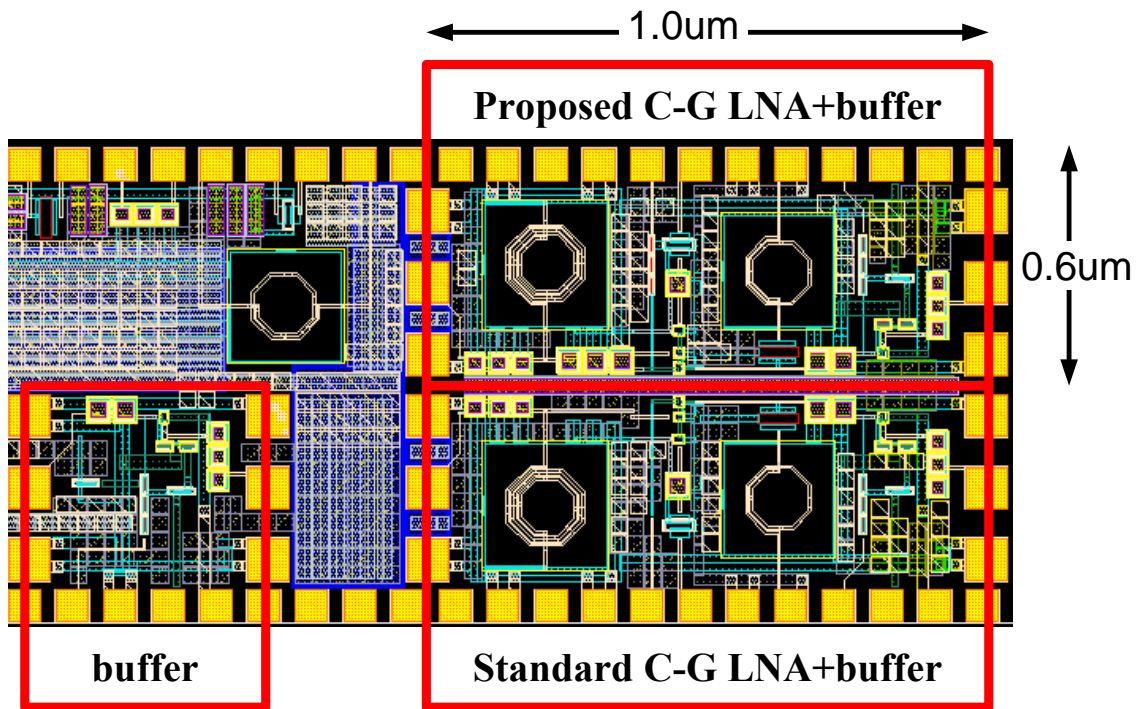 1.0um
Proposed C-G LNA+buffer
0.6um
buffer
Standard C-G LNA+buffer